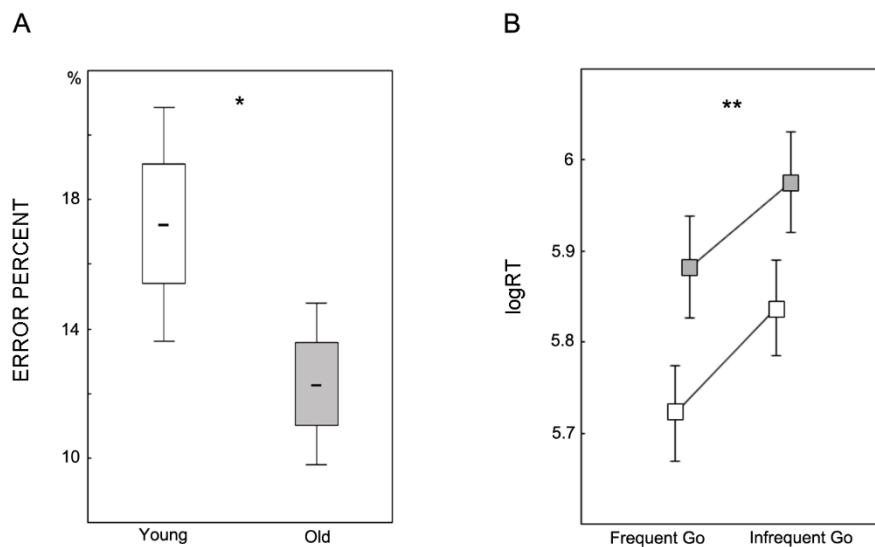 A
%
*
18
14
10
ERROR PERCENT
Young Old
B
**
6
5.9
5.8
5.7
logRT
Frequent Go Infrequent Go